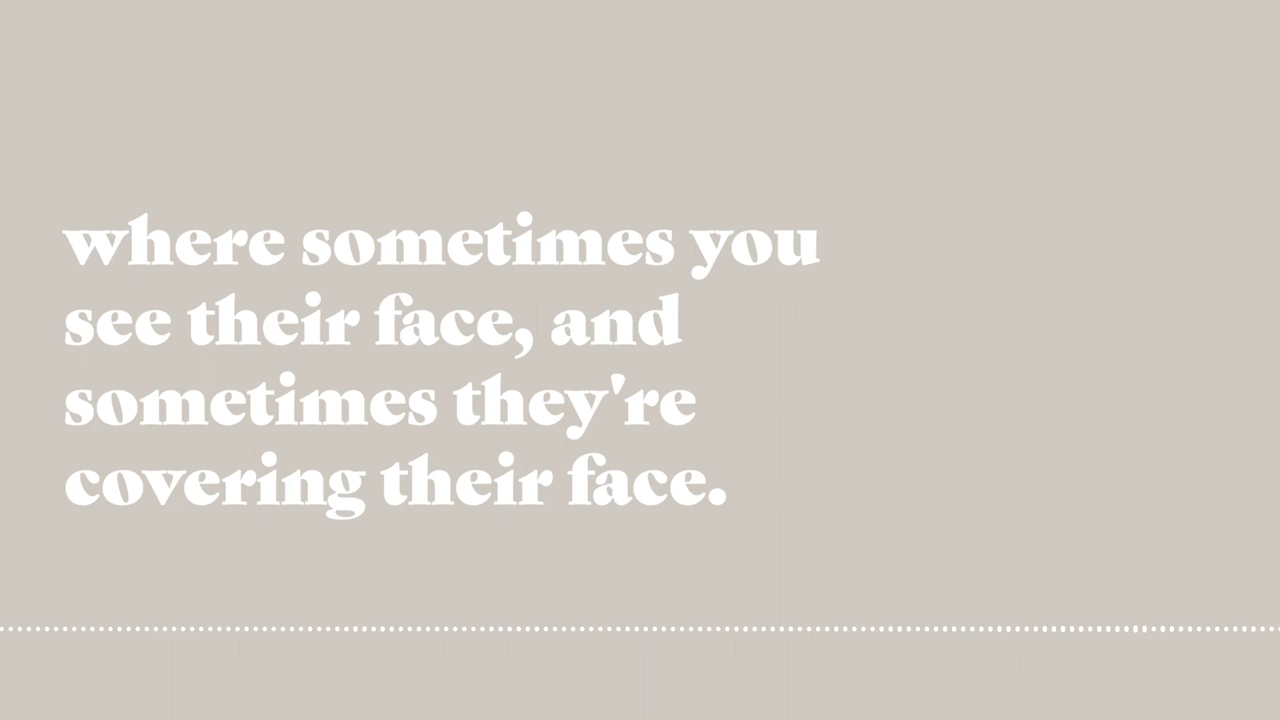 where sometimes you
see their face, and
sometimes they're
covering their face.